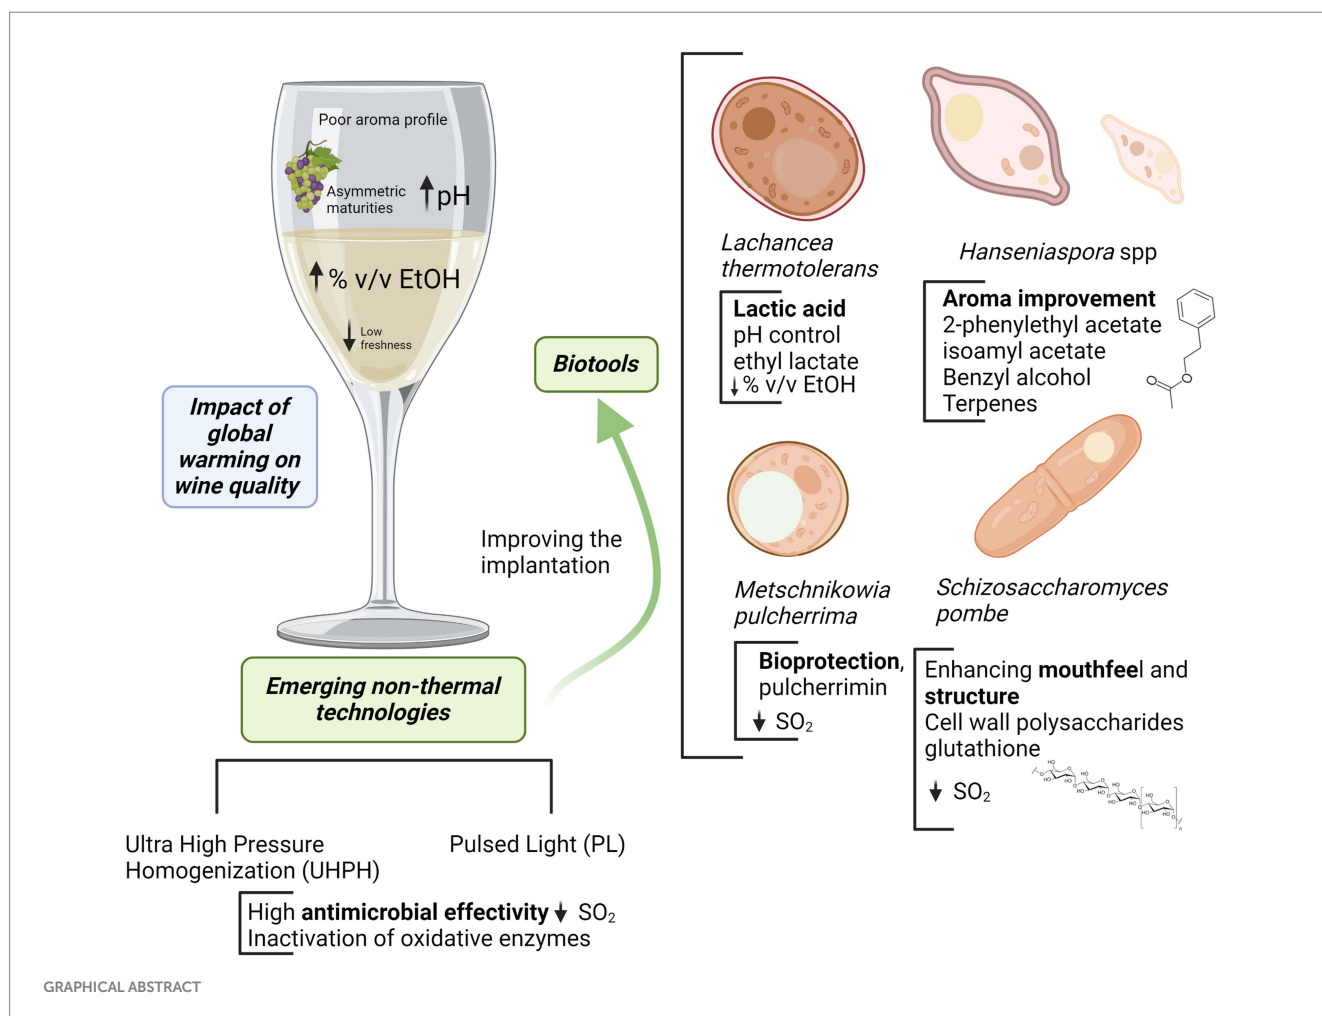 Poor aroma profile
Asymmetric
maturities
↑pH
↑% v/v EtOH
↓ Low
freshness
Impact of
global
warming on
wine quality
Biotools
Improving the
implantation
Emerging non-thermal
technologies
Ultra High Pressure
Homogenization (UHPH)
Pulsed Light (PL)
High antimicrobial effectivity↓ SO₂
Inactivation of oxidative enzymes
Lachancea
thermotolerans
Lactic acid
pH control
ethyl lactate
↓% v/v EtOH
Hanseniaspora spp
Aroma improvement
2-phenylethyl acetate
isoamyl acetate
Benzyl alcohol
Terpenes
O
O
Metschnikowia
pulcherrima
Bioprotection,
pulcherrimin
↓ SO₂
Schizosaccharomyces
pombe
Enhancing mouthfeel and
structure
Cell wall polysaccharides
glutathione
↓ SO₂
GRAPHICAL ABSTRACT